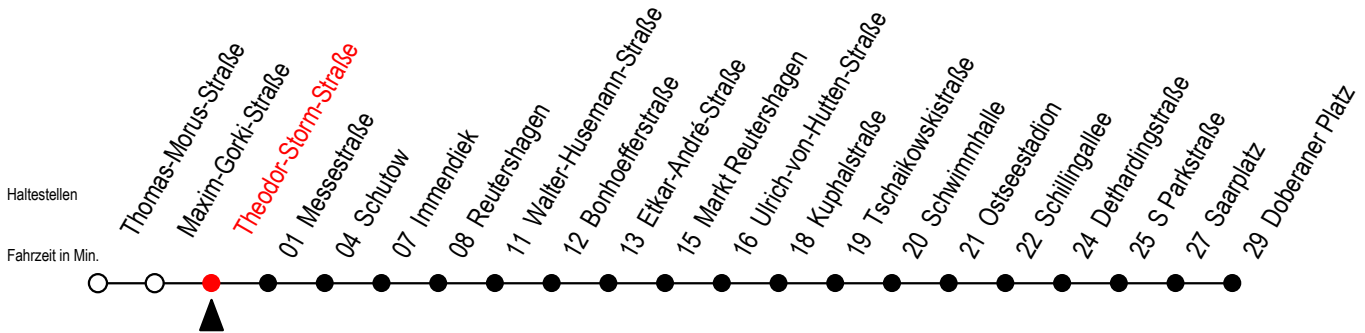 Haltestellen
Fahrzeit in Min.
Thomas-Morus-Straße
Maxim-Gorki-Straße
Theodor-Storm-Straße
01 Messestraße
04 Schutow
07 Immendiek
08 Reutershagen
11 Walter-Husemann-Straße
12 Bonhoefferstraße
13 Etkar-André-Straße
15 Markt Reutershagen
16 Ulrich-von-Hutten-Straße
18 Kuphalstraße
19 Tschaikowskistraße
20 Schwimmhalle
21 Ostseestadion
22 Schillingallee
24 Dethardingstraße
25 S Parkstraße
27 Saarplatz
29 Doberaner Platz